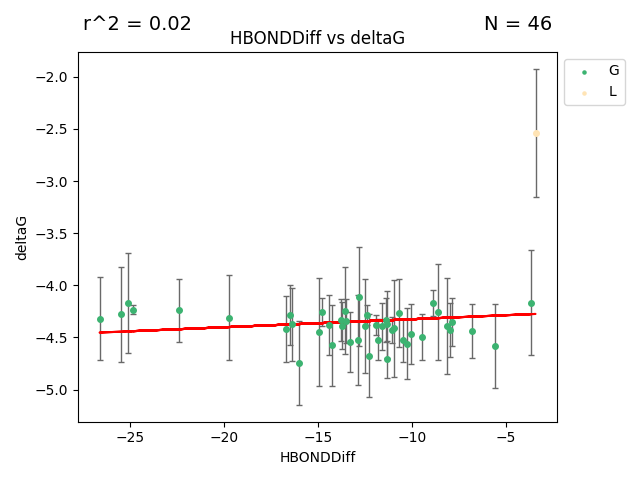 r^2 = 0.02
N = 46
HBONDDiff vs deltaG
G
L
−2.0
−2.5
−3.0
−3.5
−4.0
−4.5
−5.0
deltaG
−25
−20
−15
−10
−5
HBONDDiff